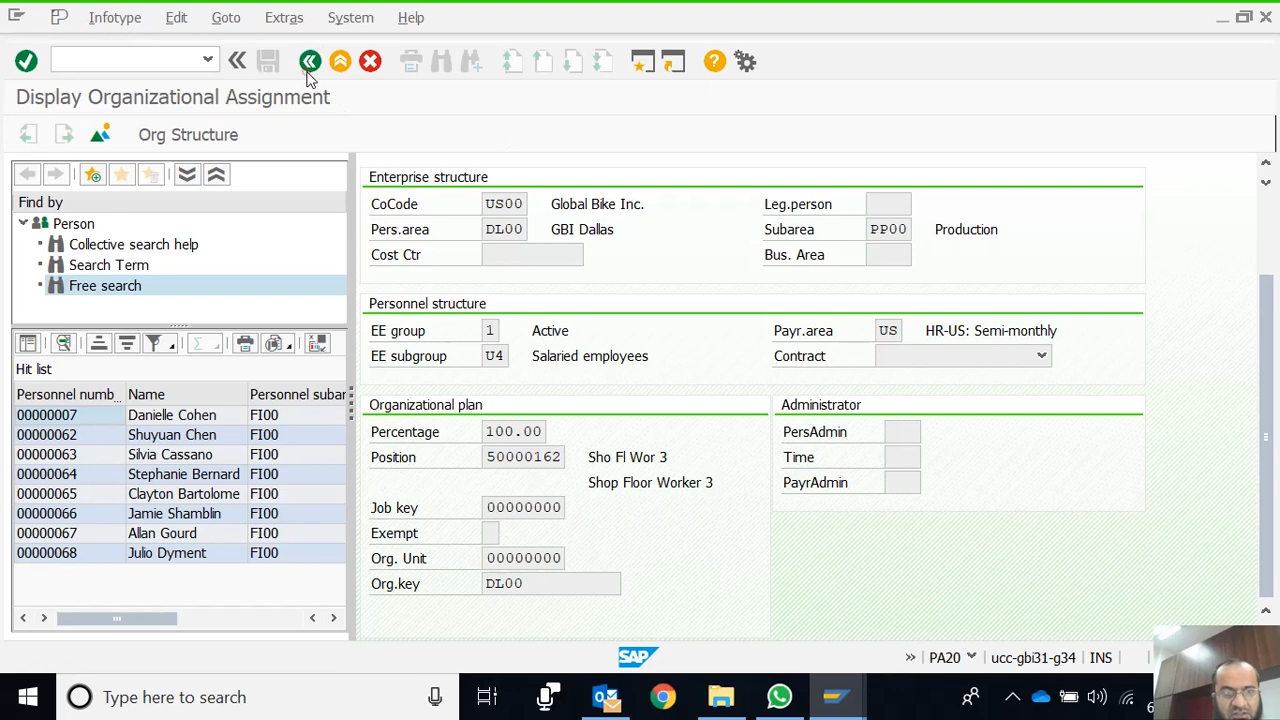 Infotype Edit Goto Extras System Help
Display Organizational Assignment
Org Structure
Find by
Person
Collective search help
Search Term
Free search
Hit list
Personnel numb... Name Personnel subar
00000007 Danielle Cohen FI00
00000062 Shuyuan Chen FI00
00000063 Silvia Cassano FI00
00000064 Stephanie Bernard FI00
00000065 Clayton Bartolome FI00
00000066 Jamie Shamblin FI00
00000067 Allan Gourd FI00
00000068 Julio Dyment FI00
Enterprise structure
CoCode US00 Global Bike Inc. Leg.person
Pers.area DL00 GBI Dallas Subarea PP00 Production
Cost Ctr Bus. Area
Personnel structure
EE group 1 Active Payr.area US HR-US: Semi-monthly
EE subgroup U4 Salaried employees Contract
Organizational plan
Percentage 100.00
Position 50000162 Sho Fl Wor 3
Shop Floor Worker 3
Job key 00000000
Exempt
Org. Unit 00000000
Org.key DL00
Administrator
PersAdmin
Time
PayrAdmin
SAP
PA20 ucc-gbi31-g34 INS
Type here to search
6